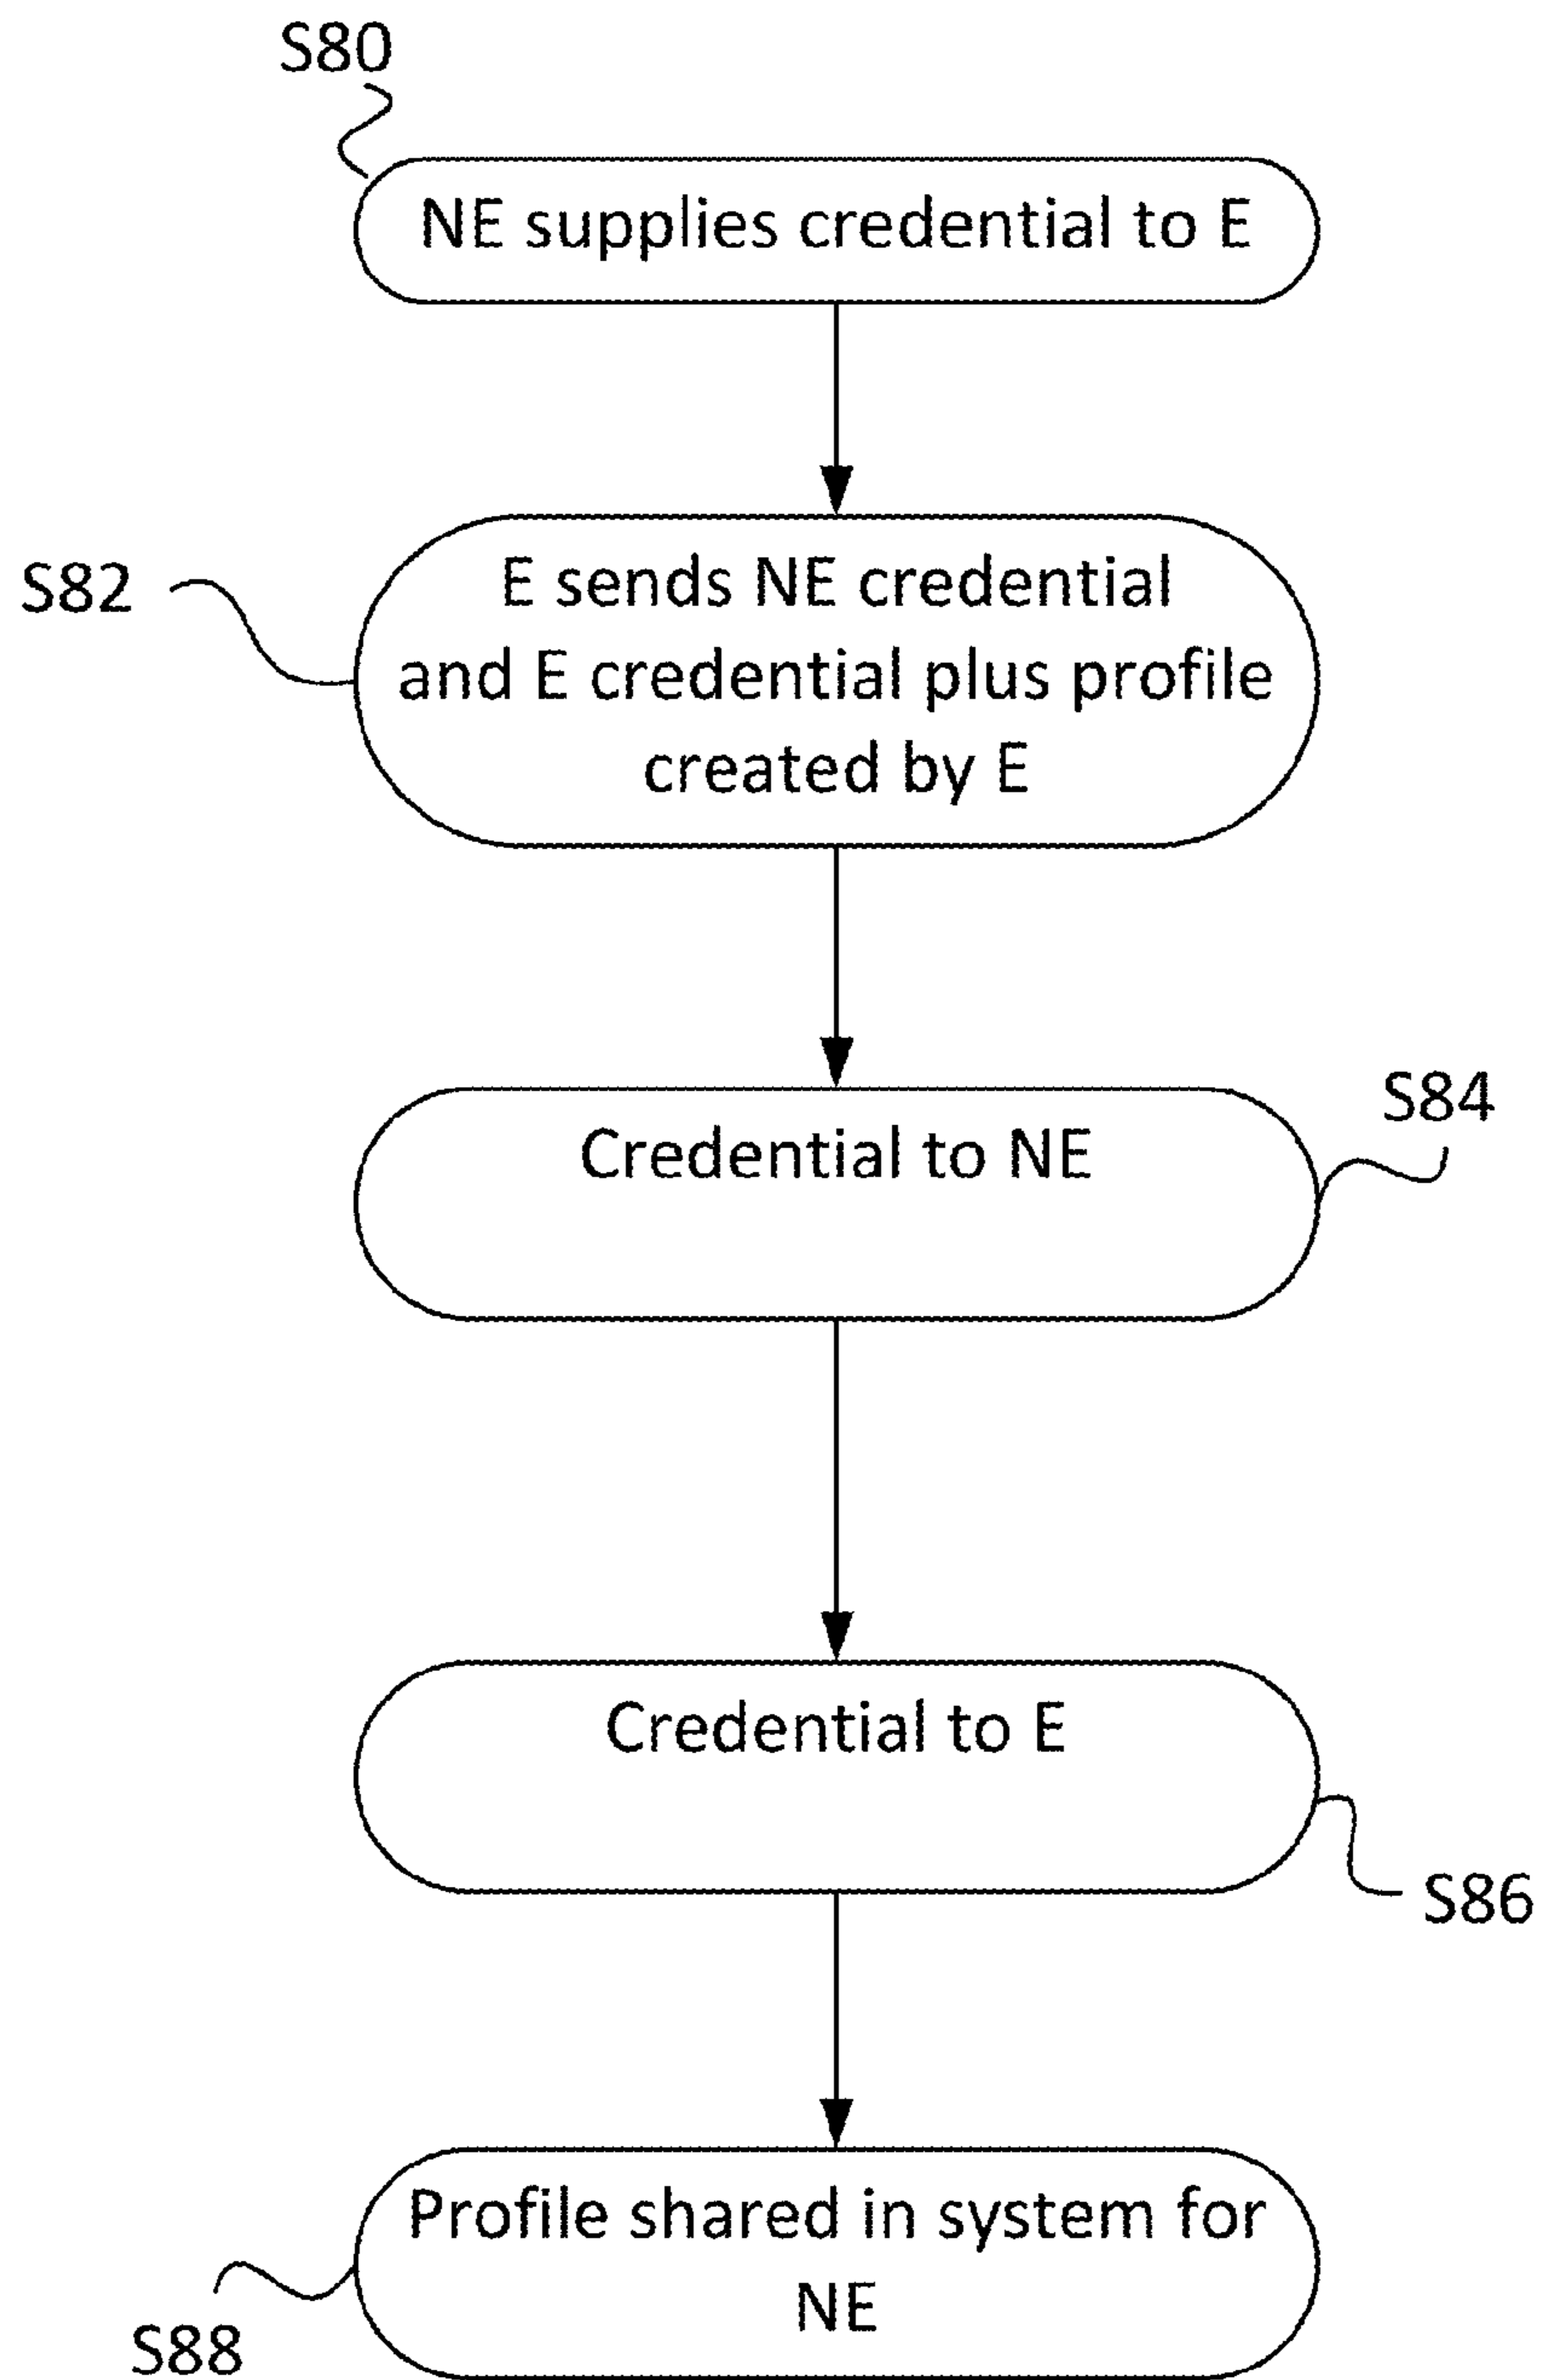 S80
NE supplies credential to E
S82
E sends NE credential
and E credential plus profile
created by E
S84
Credential to NE
Credential to E
S86
Profile shared in system for
NE
S88